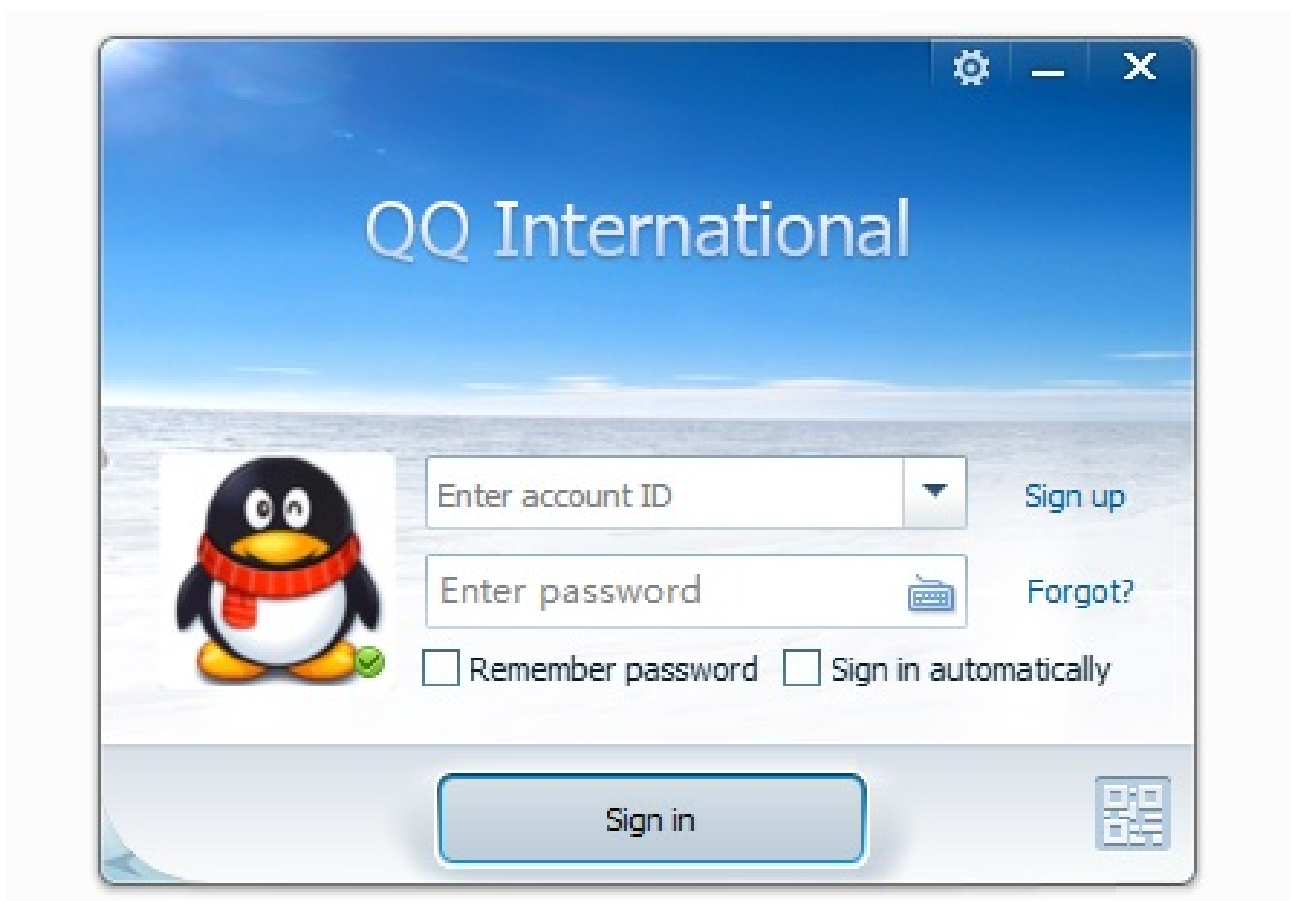 QQ International
Enter account ID
Sign up
Enter password
Forgot?
Remember password
Sign in automatically
Sign in